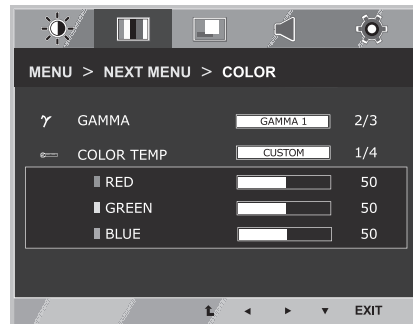 MENU > NEXT MENU > COLOR
γ GAMMA GAMMA 1 2/3
COLOR TEMP CUSTOM 1/4
RED 50
GREEN 50
BLUE 50
EXIT